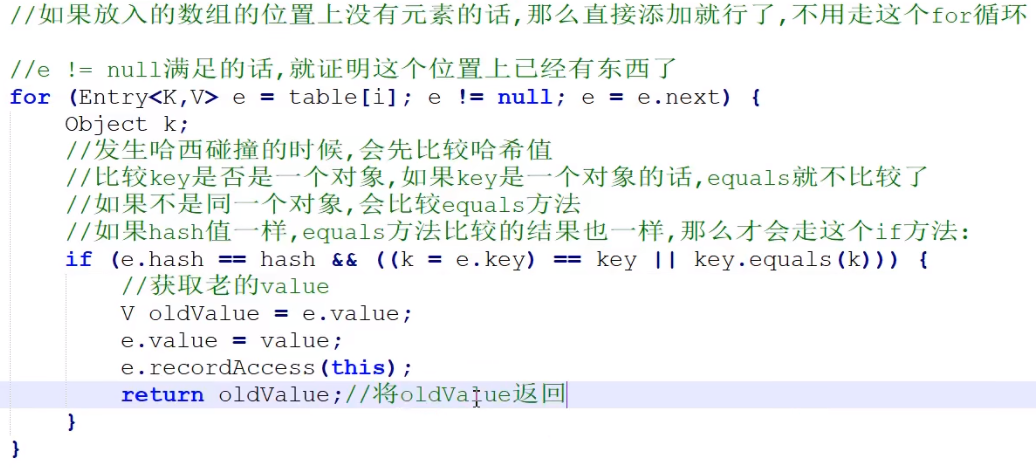 //如果放入的数组的位置上没有元素的话,那么直接添加就行了,不用走这个for循环
//e != null满足的话,就证明这个位置上已经有东西了
for (Entry<K,V> e = table[i]; e != null; e = e.next) {
Object k;
//发生哈西碰撞的时候,会先比较哈希值
//比较key是否是一个对象,如果key是一个对象的话,equals就不比较了
//如果不是同一个对象,会比较equals方法
//如果hash值一样,equals方法比较的结果也一样,那么才会走这个if方法:
if (e.hash == hash && ((k = e.key) == key || key.equals(k))) {
//获取老的value
V oldValue = e.value;
e.value = value;
e.recordAccess(this);
return oldValue;//将oldValue返回
}
}